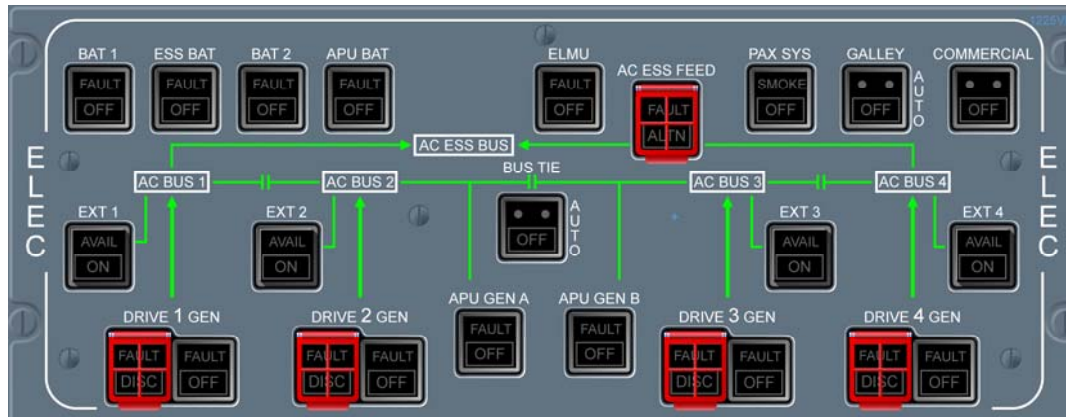 1225V
BAT 1 ESS BAT BAT 2 APU BAT ELMU AC ESS FEED PAX SYS GALLEY COMMERCIAL
FAULT FAULT FAULT FAULT FAULT FAULT SMOKE
OFF OFF OFF OFF OFF ALTN OFF OFF AUTO OFF
AC ESS BUS
ELEC
BUS TIE
ELEC
AC BUS 1 AC BUS 2 AC BUS 3 AC BUS 4
EXT 1 EXT 2 EXT 3 EXT 4
AVAIL AVAIL OFF AUTO AVAIL AVAIL
ON ON ON ON
APU GEN A APU GEN B
DRIVE 1 GEN DRIVE 2 GEN FAULT FAULT DRIVE 3 GEN DRIVE 4 GEN
OFF OFF
FAULT FAULT FAULT FAULT FAULT FAULT FAULT FAULT
DISC OFF DISC OFF DISC OFF DISC OFF